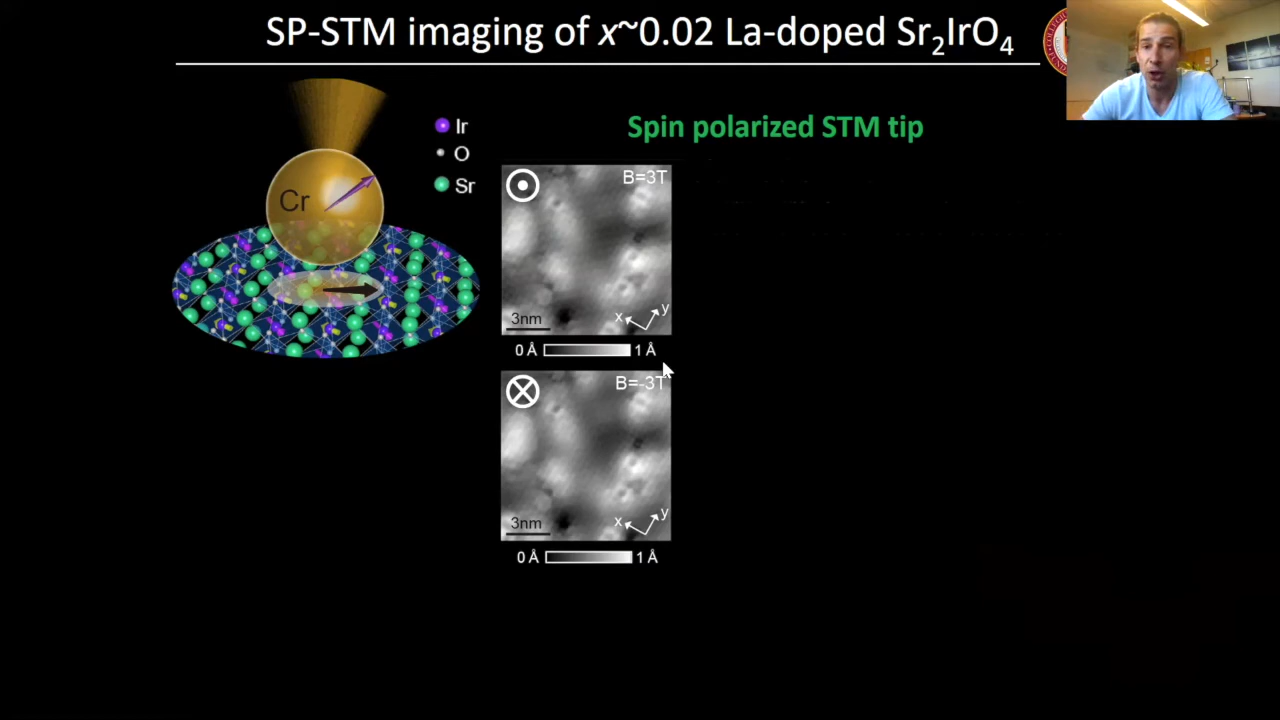 SP-STM imaging of x~0.02 La-doped Sr₂IrO₄
Ir
O
Sr
Cr
Spin polarized STM tip
B=3T
3nm
x
y
0 Å
1 Å
B=-3T
3nm
x
y
0 Å
1 Å